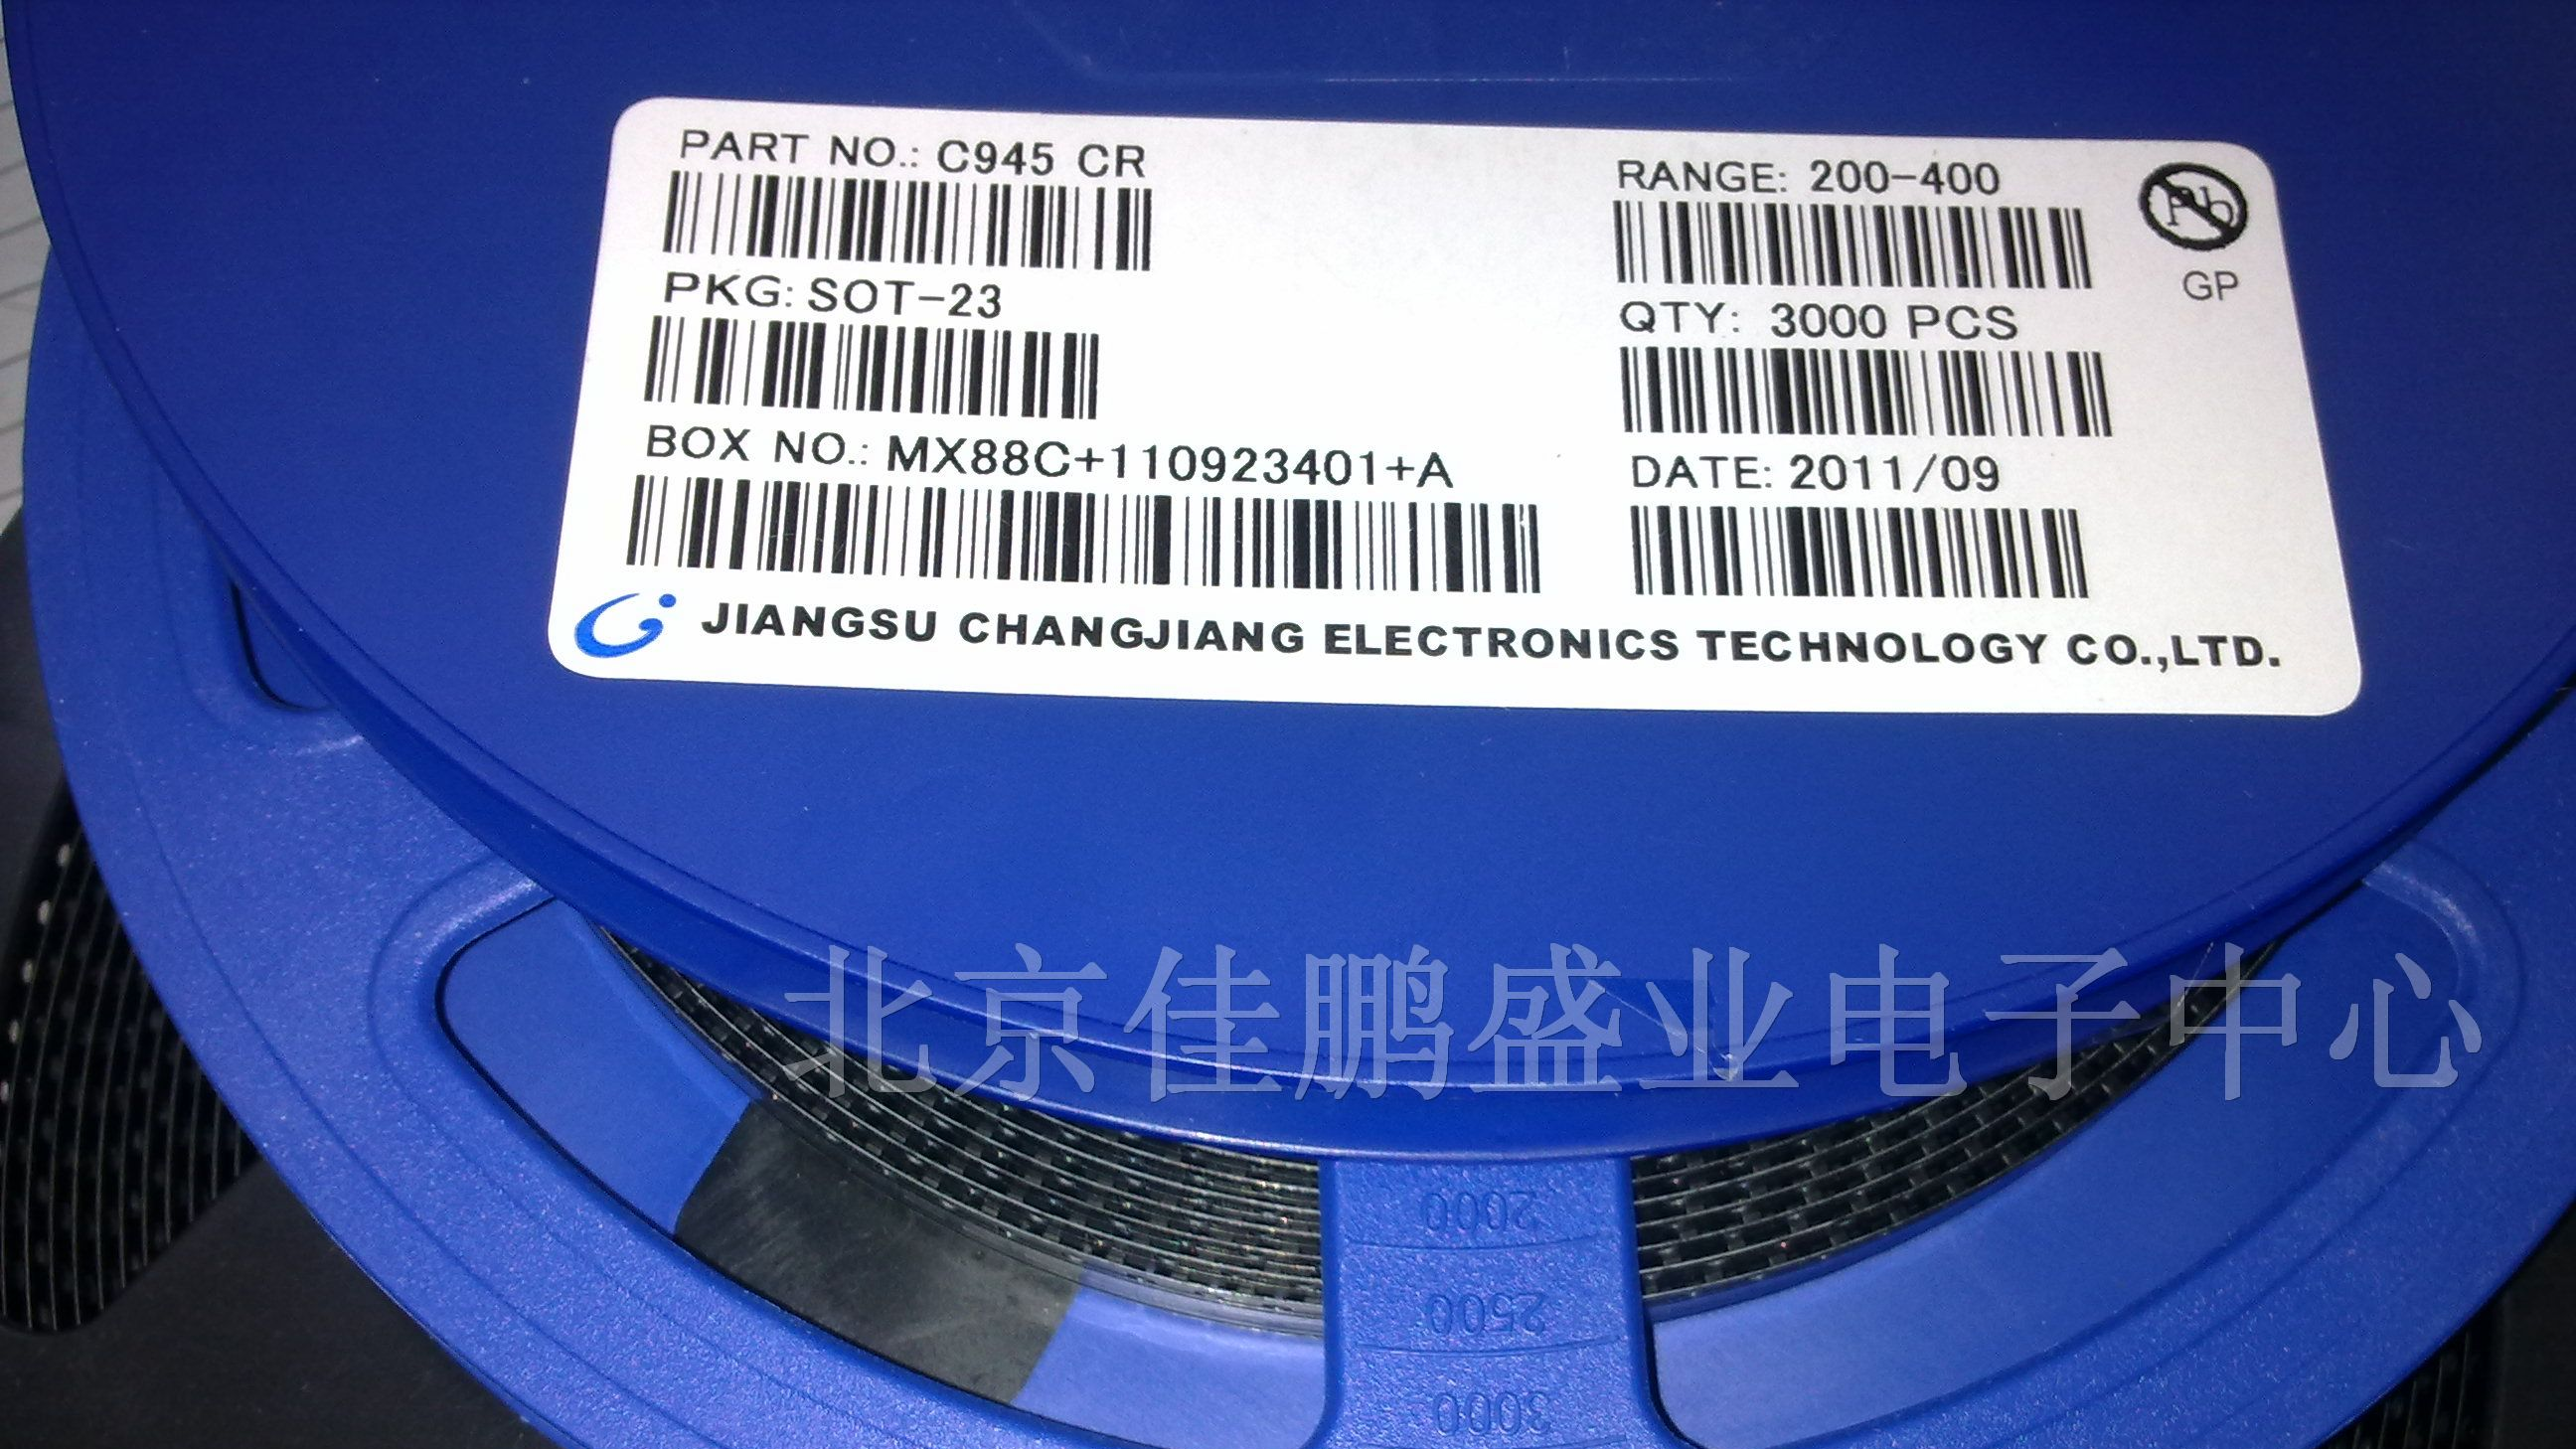 PART NO.: C945 CR
RANGE: 200-400
Pb
GP
PKG: SOT-23
QTY: 3000 PCS
BOX NO.: MX88C+110923401+A
DATE: 2011/09
JIANGSU CHANGJIANG ELECTRONICS TECHNOLOGY CO.,LTD.
北京佳鹏盛业电子中心
2000
2500
3000